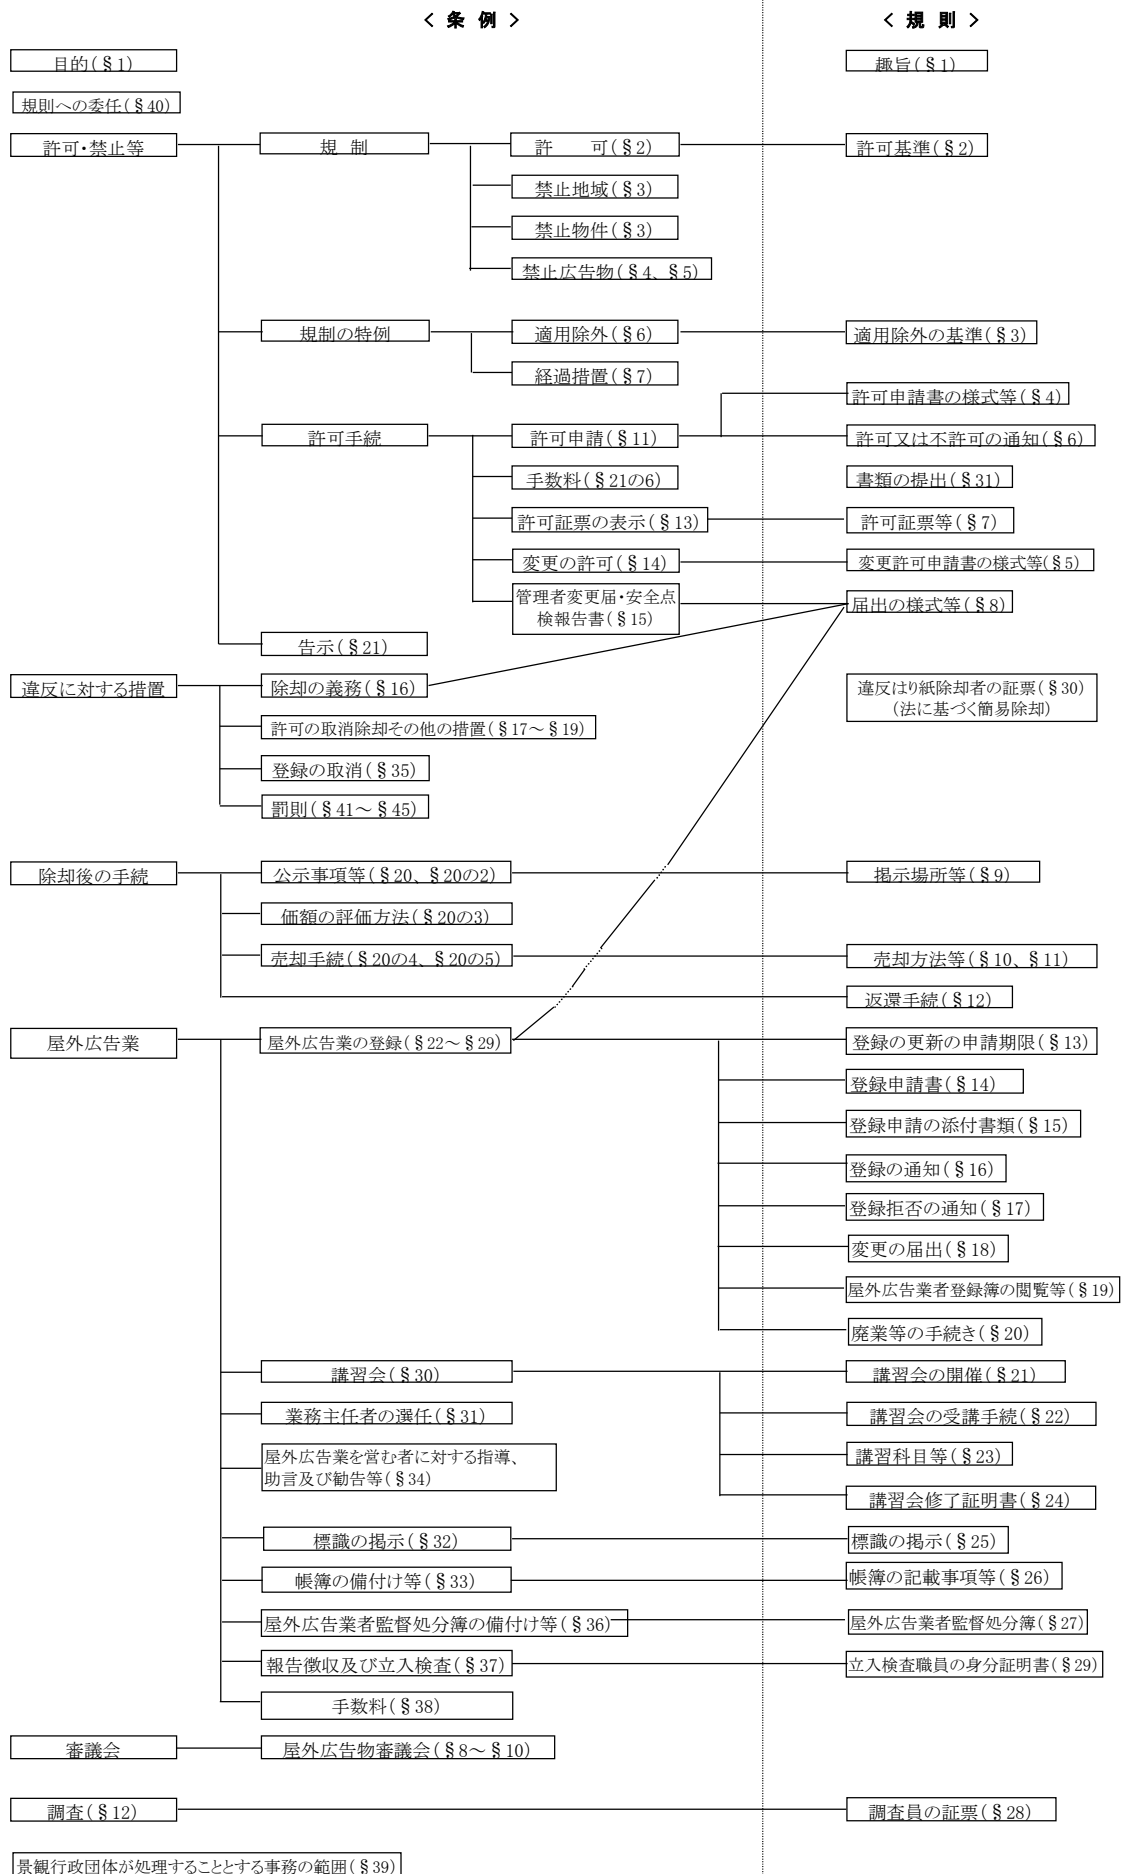 < 条 例 >
< 規 則 >
目的(§1)
趣旨(§1)
規則への委任(§40)
許可・禁止等
規 制
許 可(§2)
許可基準(§2)
禁止地域(§3)
禁止物件(§3)
禁止広告物(§4、§5)
規制の特例
適用除外(§6)
適用除外の基準(§3)
経過措置(§7)
許可申請書の様式等(§4)
許可手続
許可申請(§11)
許可又は不許可の通知(§6)
手数料(§21の6)
書類の提出(§31)
許可証票の表示(§13)
許可証票等(§7)
変更の許可(§14)
変更許可申請書の様式等(§5)
管理者変更届・安全点
検報告書(§15)
届出の様式等(§8)
告示(§21)
違反に対する措置
除却の義務(§16)
違反はり紙除却者の証票(§30)
(法に基づく簡易除却)
許可の取消除却その他の措置(§17～§19)
登録の取消(§35)
罰則(§41～§45)
除却後の手続
公示事項等(§20、§20の2)
掲示場所等(§9)
価額の評価方法(§20の3)
売却手続(§20の4、§20の5)
売却方法等(§10、§11)
返還手続(§12)
屋外広告業
屋外広告業の登録(§22～§29)
登録の更新の申請期限(§13)
登録申請書(§14)
登録申請の添付書類(§15)
登録の通知(§16)
登録拒否の通知(§17)
変更の届出(§18)
屋外広告業者登録簿の閲覧等(§19)
廃業等の手続き(§20)
講習会(§30)
講習会の開催(§21)
業務主任者の選任(§31)
講習会の受講手続(§22)
屋外広告業を営む者に対する指導、
助言及び勧告等(§34)
講習科目等(§23)
講習会修了証明書(§24)
標識の掲示(§32)
標識の掲示(§25)
帳簿の備付け等(§33)
帳簿の記載事項等(§26)
屋外広告業者監督処分簿の備付け等(§36)
屋外広告業者監督処分簿(§27)
報告徴収及び立入検査(§37)
立入検査職員の身分証明書(§29)
手数料(§38)
審議会
屋外広告物審議会(§8～§10)
調査(§12)
調査員の証票(§28)
景観行政団体が処理することとする事務の範囲(§39)